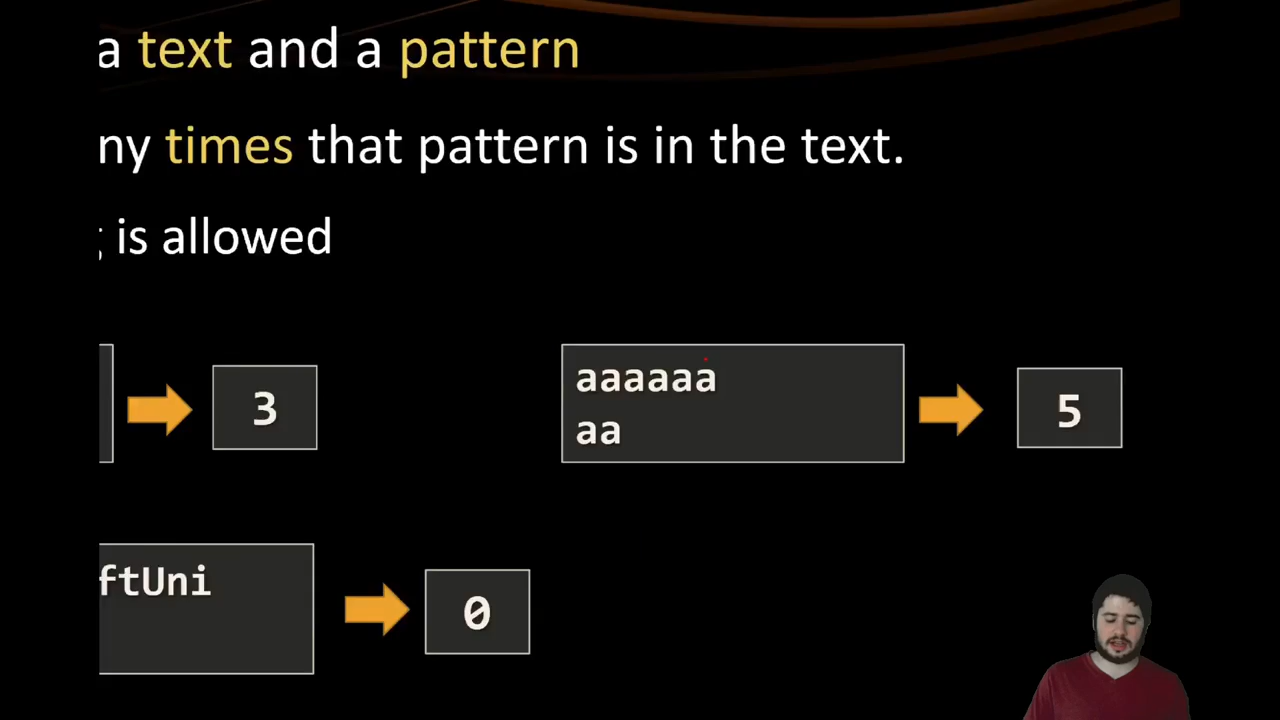 a text and a pattern
ny times that pattern is in the text.
is allowed
3
aaaaaa
aa
5
ftUni
0